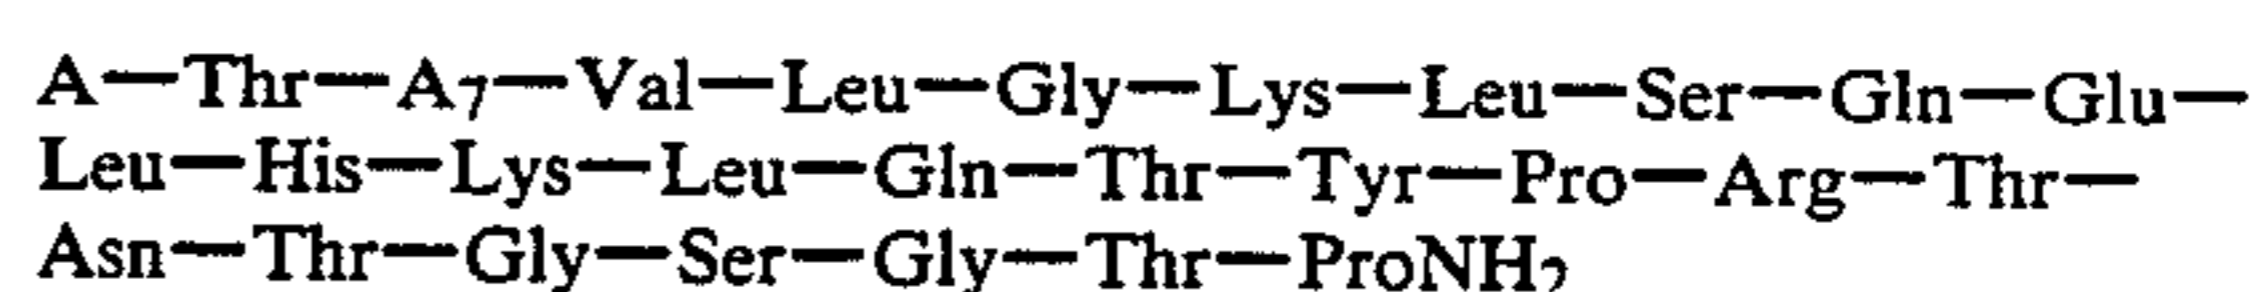 A—Thr—A₇—Val—Leu—Gly—Lys—Leu—Ser—Gln—Glu—
Leu—His—Lys—Leu—Gln—Thr—Tyr—Pro—Arg—Thr—
Asn—Thr—Gly—Ser—Gly—Thr—ProNH₂